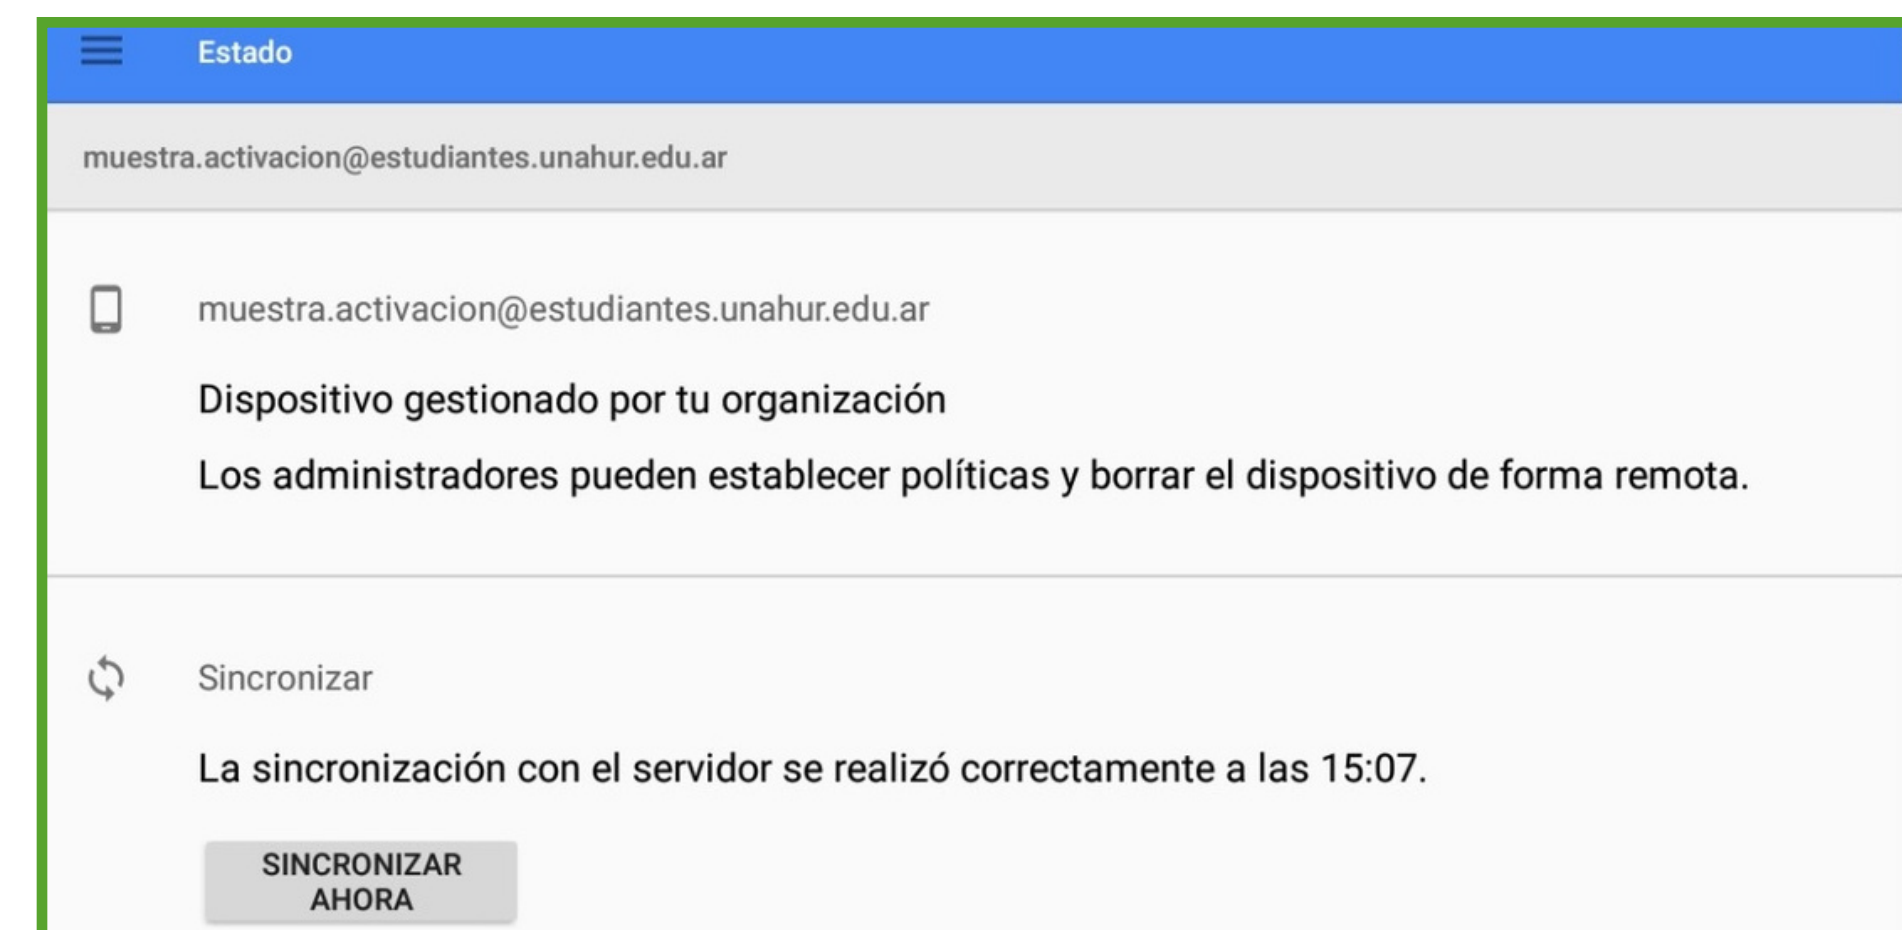 Estado
muestra.activacion@estudiantes.unahur.edu.ar
muestra.activacion@estudiantes.unahur.edu.ar
Dispositivo gestionado por tu organización
Los administradores pueden establecer políticas y borrar el dispositivo de forma remota.
Sincronizar
La sincronización con el servidor se realizó correctamente a las 15:07.
SINCRONIZAR
AHORA